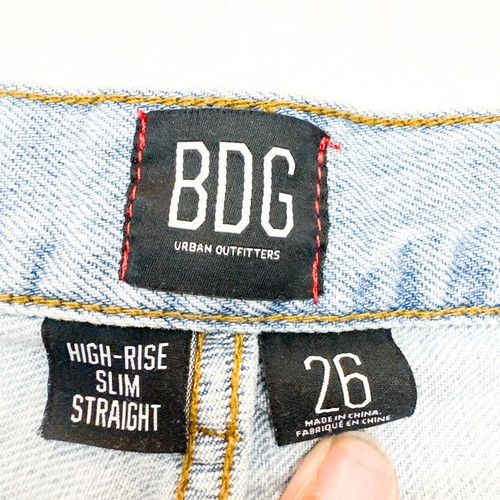 BDG
URBAN OUTFITTERS
HIGH-RISE
SLIM
STRAIGHT
26
MADE IN CHINA
FABRIQUÉ EN CHINE